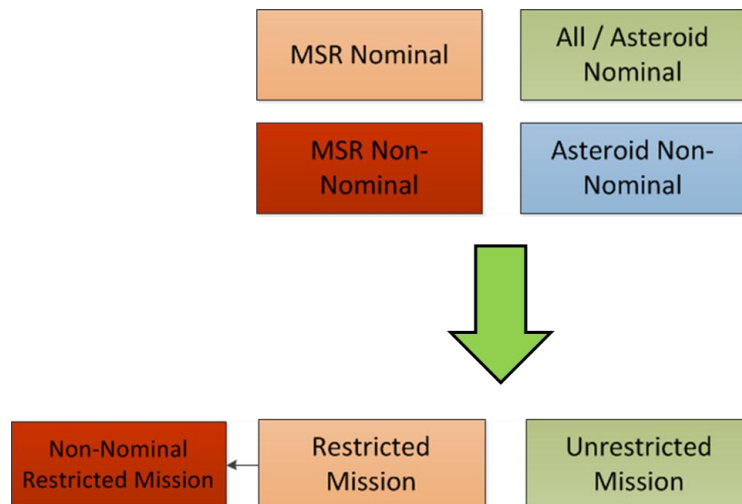 MSR Nominal
All / Asteroid
Nominal
MSR Non-
Nominal
Asteroid Non-
Nominal
Non-Nominal
Restricted Mission
Restricted
Mission
Unrestricted
Mission